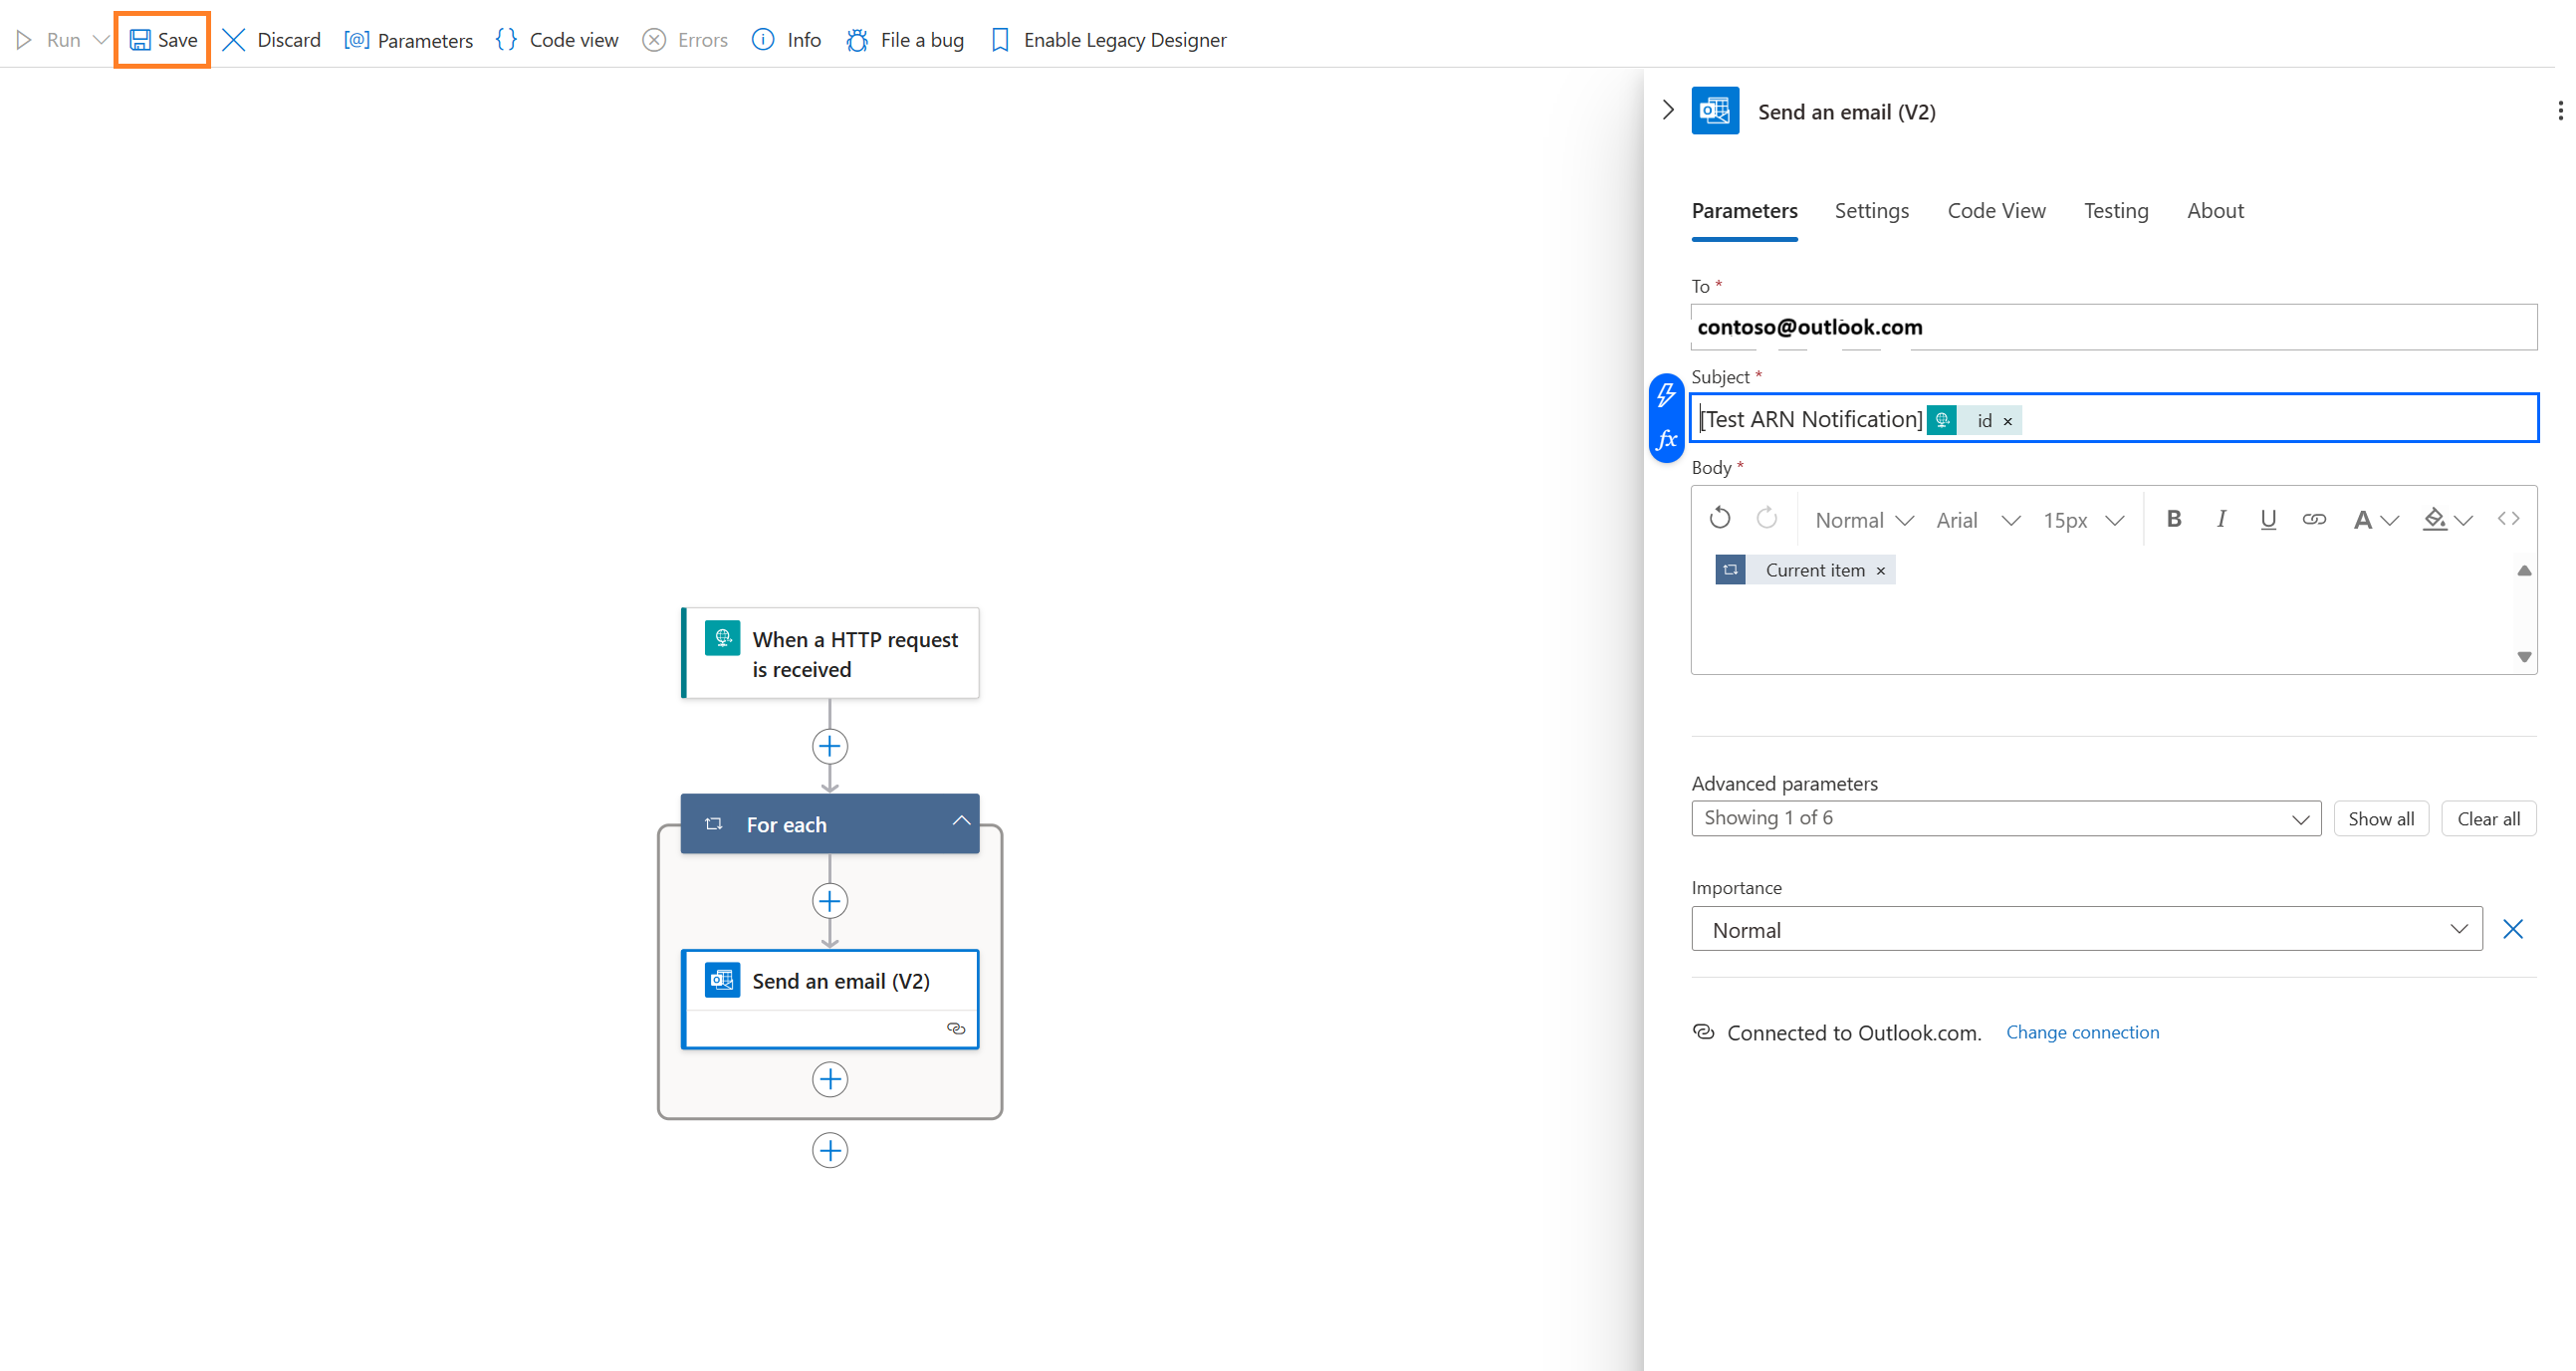 Run Save Discard [@] Parameters {} Code view Errors Info File a bug Enable Legacy Designer
Send an email (V2)
Parameters Settings Code View Testing About
To *
contoso@outlook.com
Subject *
[Test ARN Notification] id ×
fx
Body *
Normal Arial 15px B I U A <>
Current item ×
When a HTTP request
is received
Advanced parameters
Showing 1 of 6 Show all Clear all
For each
Importance
Normal
Send an email (V2)
Connected to Outlook.com. Change connection